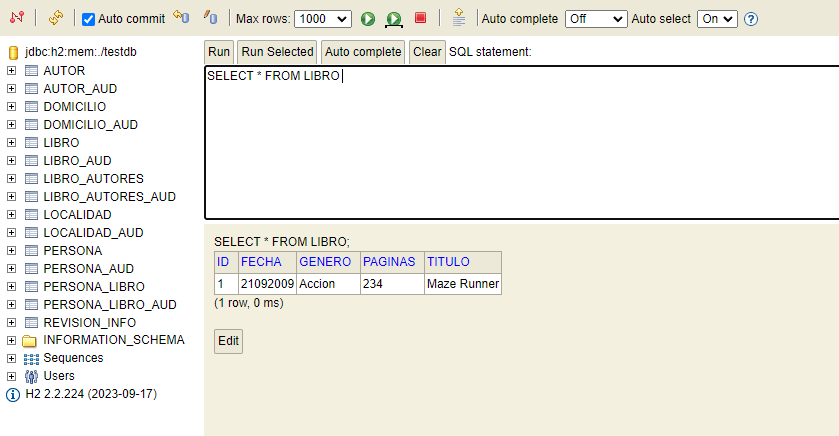 Auto commit Max rows: 1000 Auto complete Off Auto select On ?
jdbc:h2:mem:./testdb
AUTOR
AUTOR_AUD
DOMICILIO
DOMICILIO_AUD
LIBRO
LIBRO_AUD
LIBRO_AUTORES
LIBRO_AUTORES_AUD
LOCALIDAD
LOCALIDAD_AUD
PERSONA
PERSONA_AUD
PERSONA_LIBRO
PERSONA_LIBRO_AUD
REVISION_INFO
INFORMATION_SCHEMA
Sequences
Users
H2 2.2.224 (2023-09-17)
Run Run Selected Auto complete Clear SQL statement:
SELECT * FROM LIBRO
SELECT * FROM LIBRO;
ID FECHA GENERO PAGINAS TITULO
1 21092009 Accion 234 Maze Runner
(1 row, 0 ms)
Edit